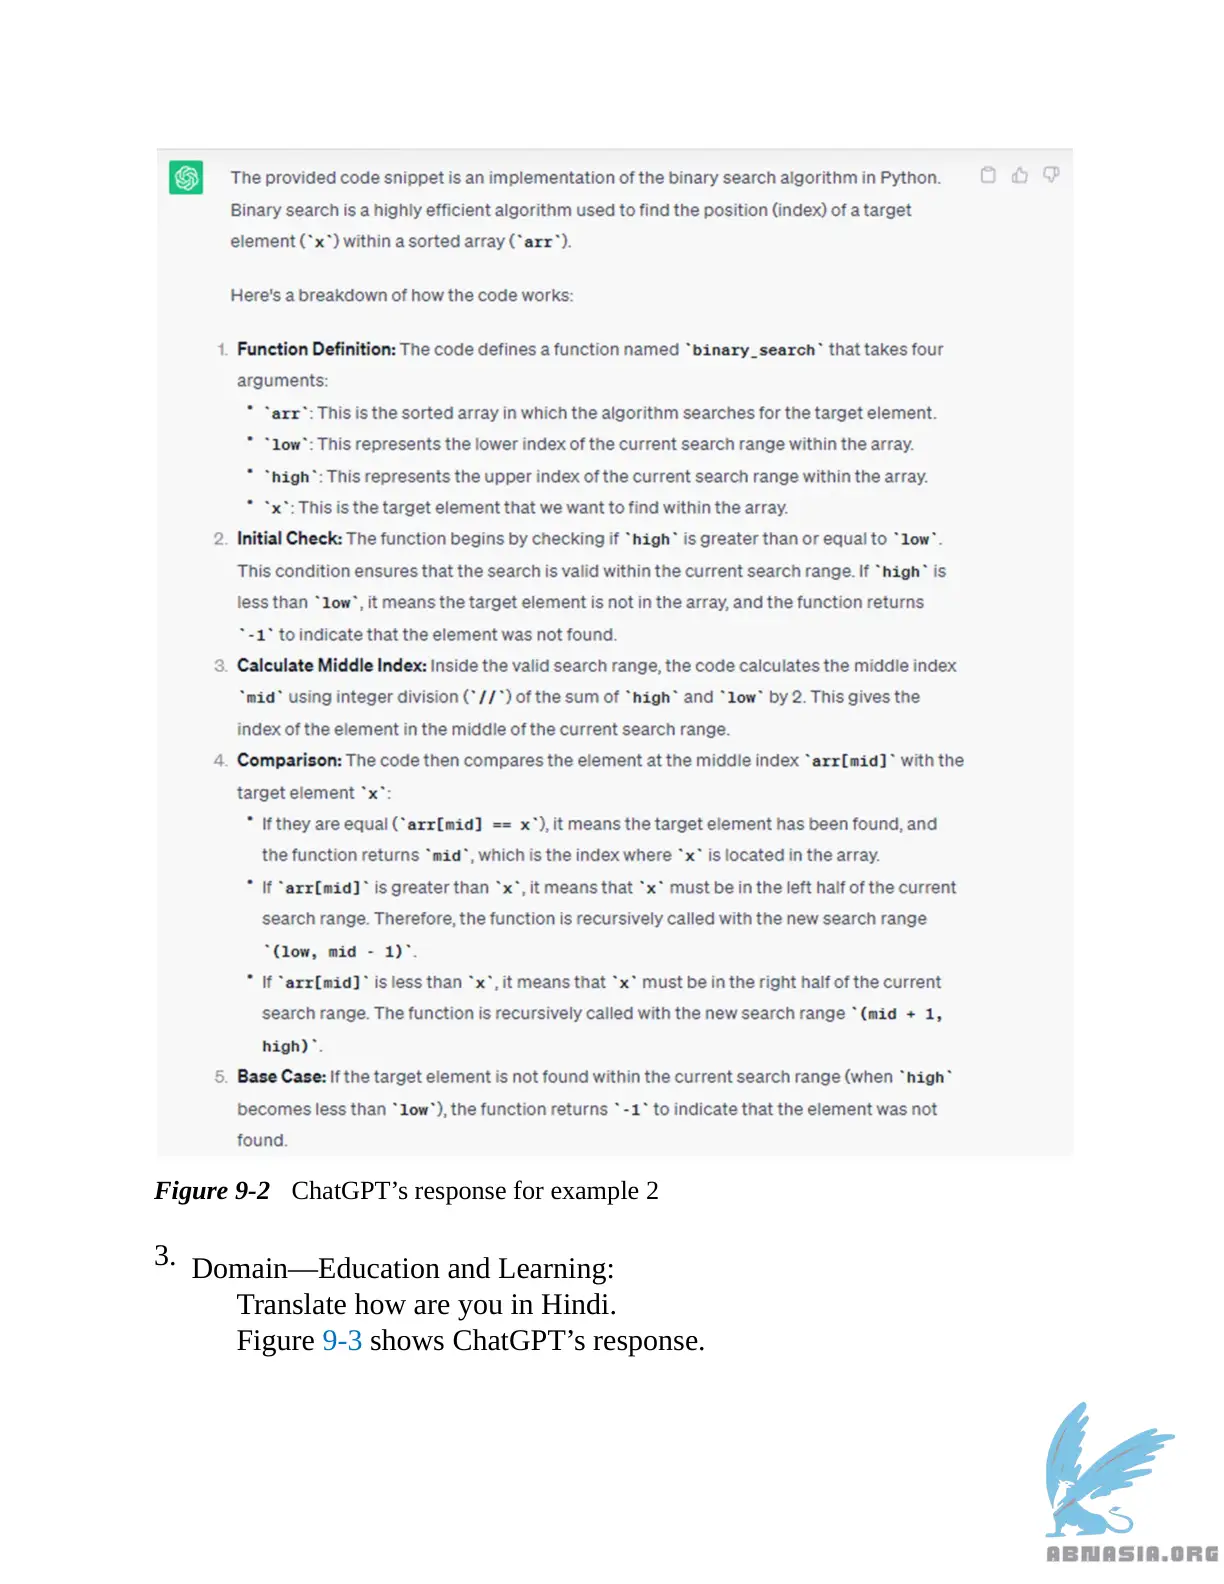 The provided code snippet is an implementation of the binary search algorithm in Python.
Binary search is a highly efficient algorithm used to find the position (index) of a target
element (`x`) within a sorted array (`arr`).
Here's a breakdown of how the code works:
1. Function Definition: The code defines a function named `binary_search` that takes four
arguments:
• `arr`: This is the sorted array in which the algorithm searches for the target element.
• `low`: This represents the lower index of the current search range within the array.
• `high`: This represents the upper index of the current search range within the array.
• `x`: This is the target element that we want to find within the array.
2. Initial Check: The function begins by checking if `high` is greater than or equal to `low`.
This condition ensures that the search is valid within the current search range. If `high` is
less than `low`, it means the target element is not in the array, and the function returns
`-1` to indicate that the element was not found.
3. Calculate Middle Index: Inside the valid search range, the code calculates the middle index
`mid` using integer division (`//`) of the sum of `high` and `low` by 2. This gives the
index of the element in the middle of the current search range.
4. Comparison: The code then compares the element at the middle index `arr[mid]` with the
target element `x`:
• If they are equal (`arr[mid] == x`), it means the target element has been found, and
the function returns `mid`, which is the index where `x` is located in the array.
• If `arr[mid]` is greater than `x`, it means that `x` must be in the left half of the current
search range. Therefore, the function is recursively called with the new search range
`(low, mid - 1)`.
• If `arr[mid]` is less than `x`, it means that `x` must be in the right half of the current
search range. The function is recursively called with the new search range `(mid + 1,
high)`.
5. Base Case: If the target element is not found within the current search range (when `high`
becomes less than `low`), the function returns `-1` to indicate that the element was not
found.
Figure 9-2 ChatGPT’s response for example 2
3. Domain—Education and Learning:
Translate how are you in Hindi.
Figure 9-3 shows ChatGPT’s response.
ABNASIA.ORG